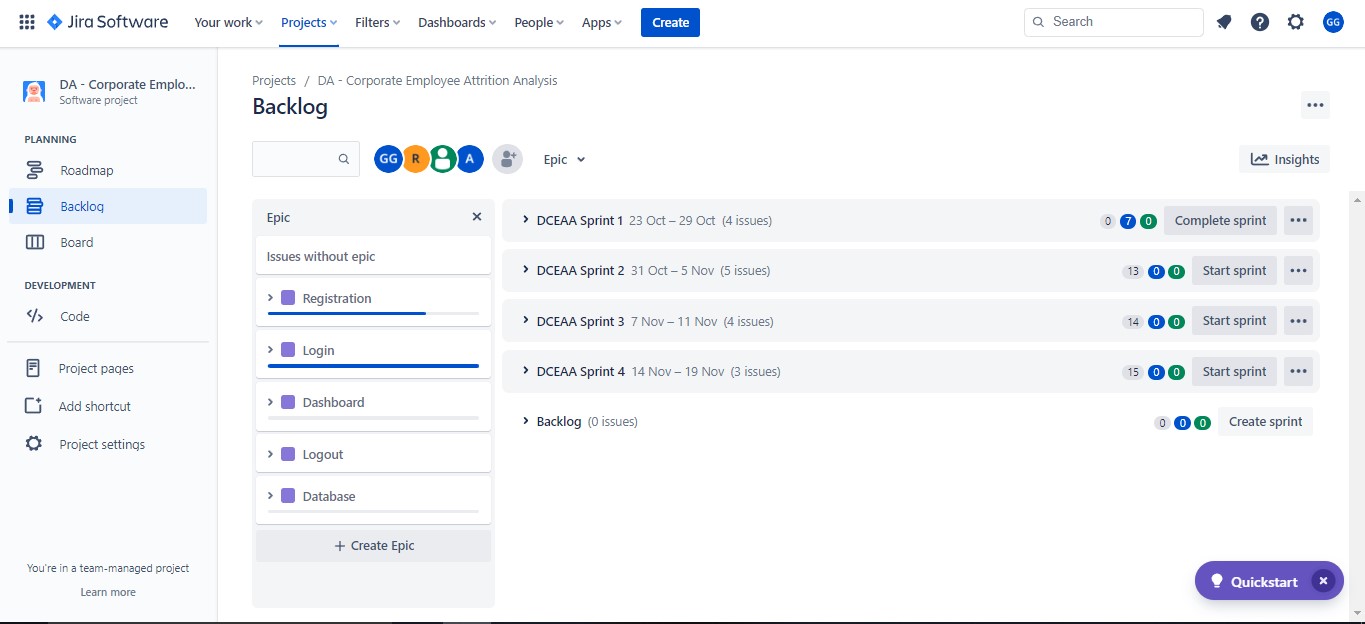 Jira Software Your work Projects Filters Dashboards People Apps Create Search GG
DA - Corporate Emplo...
Software project
PLANNING
Roadmap
Backlog
Board
DEVELOPMENT
Code
Project pages
Add shortcut
Project settings
You're in a team-managed project
Learn more
Projects / DA - Corporate Employee Attrition Analysis
Backlog
GG R A Epic Insights
Epic
Issues without epic
Registration
Login
Dashboard
Logout
Database
+ Create Epic
DCEAA Sprint 1 23 Oct – 29 Oct (4 issues) 0 7 0 Complete sprint
DCEAA Sprint 2 31 Oct – 5 Nov (5 issues) 13 0 0 Start sprint
DCEAA Sprint 3 7 Nov – 11 Nov (4 issues) 14 0 0 Start sprint
DCEAA Sprint 4 14 Nov – 19 Nov (3 issues) 15 0 0 Start sprint
Backlog (0 issues) 0 0 0 Create sprint
Quickstart